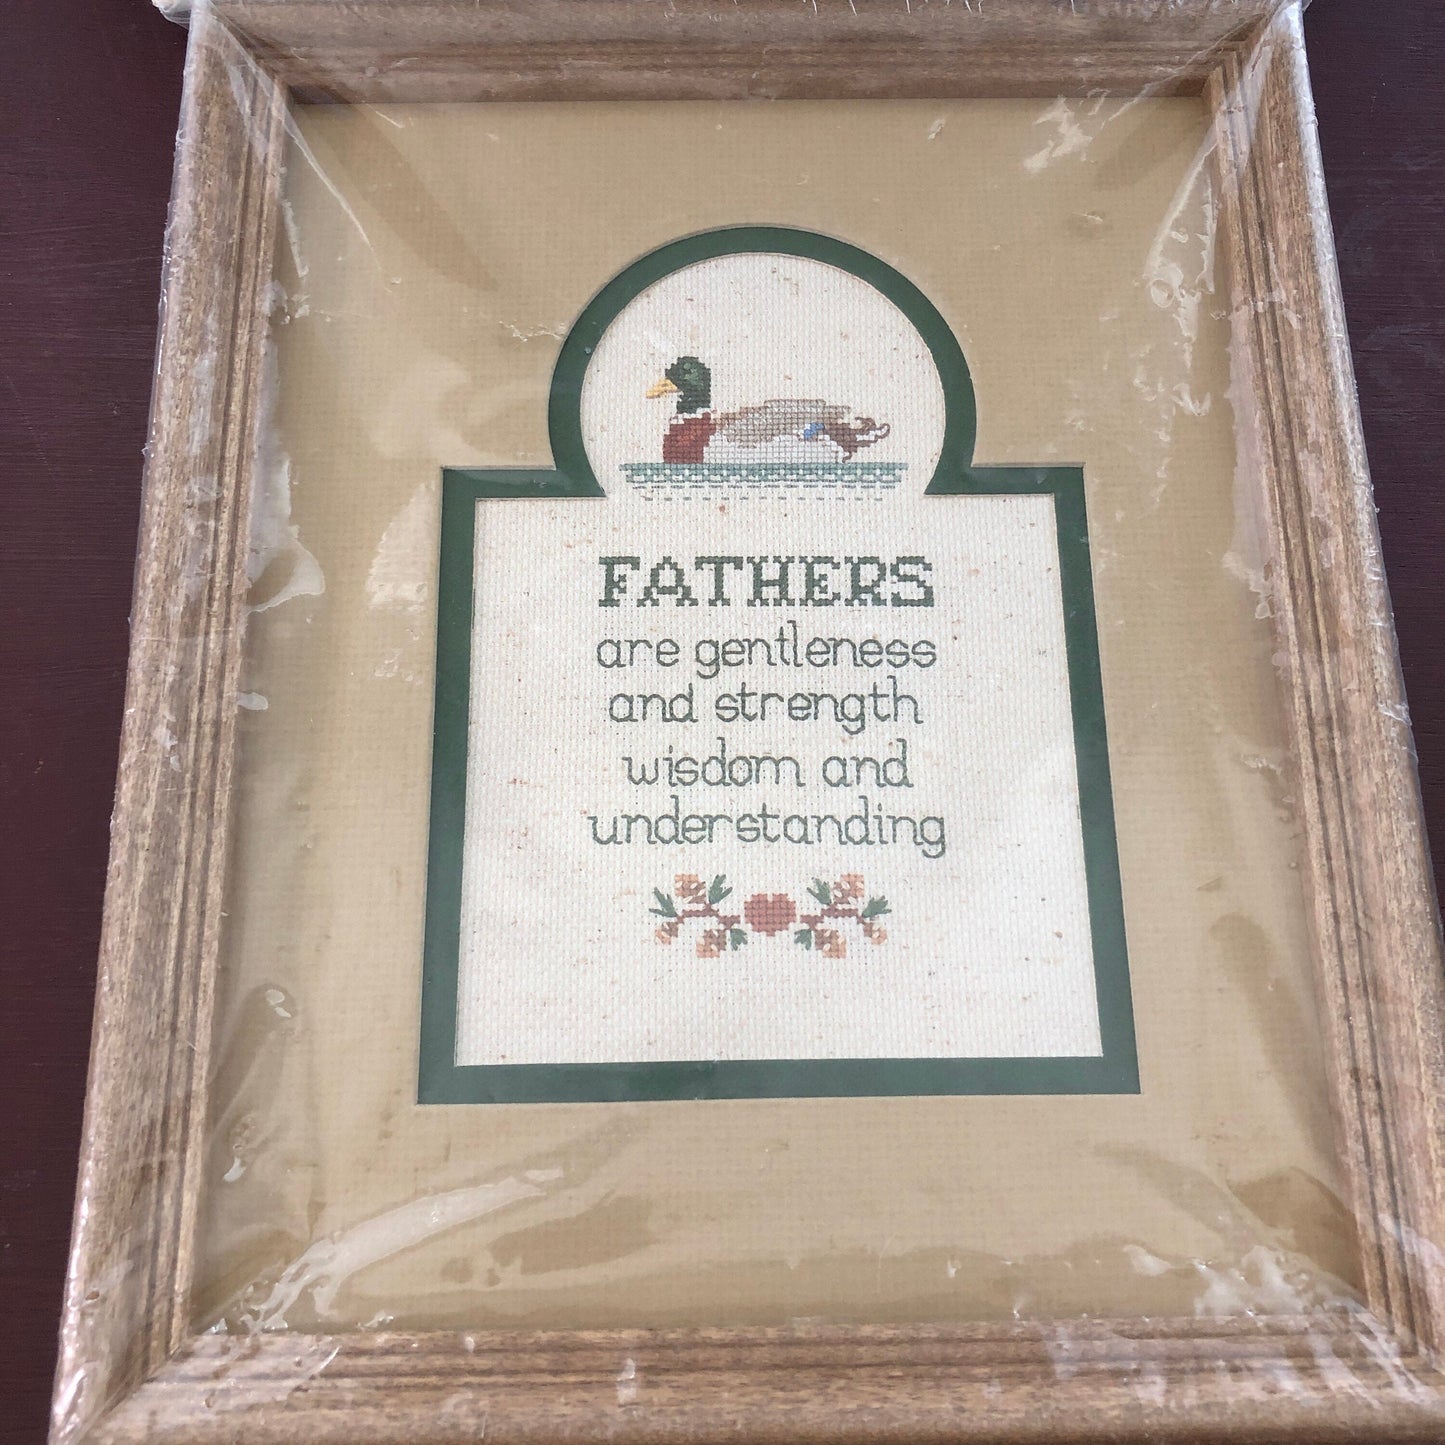 FATHERS
are gentleness
and strength
wisdom and
understanding